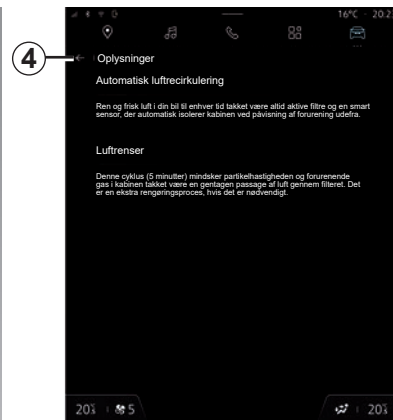 16°C 20:2
4
Oplysninger
Automatisk luftrecirkulering
Ren og frisk luft i din bil til enhver tid takket være altid aktive filtre og en smart
sensor, der automatisk isolerer kabinen ved påvisning af forurening udefra.
Luftrenser
Denne cyklus (5 minutter) mindsker partikelhastigheden og forurenende
gas i kabinen takket være en gentagen passage af luft gennem filteret. Det
er en ekstra rengøringsproces, hvis det er nødvendigt.
20 5 20